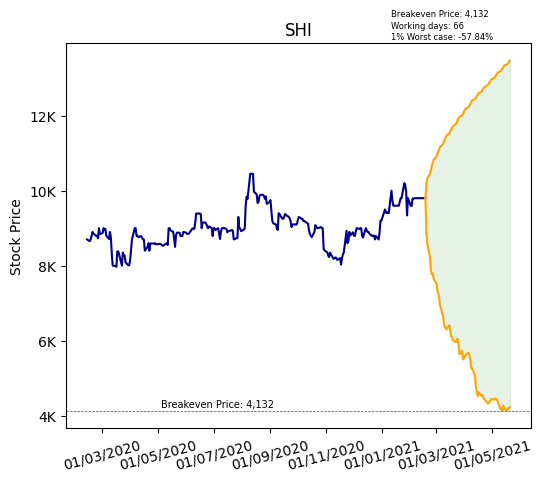 Breakeven Price: 4,132
Working days: 66
1% Worst case: -57.84%
SHI
Stock Price
12K
10K
8K
6K
4K
Breakeven Price: 4,132
01/03/2020
01/05/2020
01/07/2020
01/09/2020
01/11/2020
01/01/2021
01/03/2021
01/05/2021